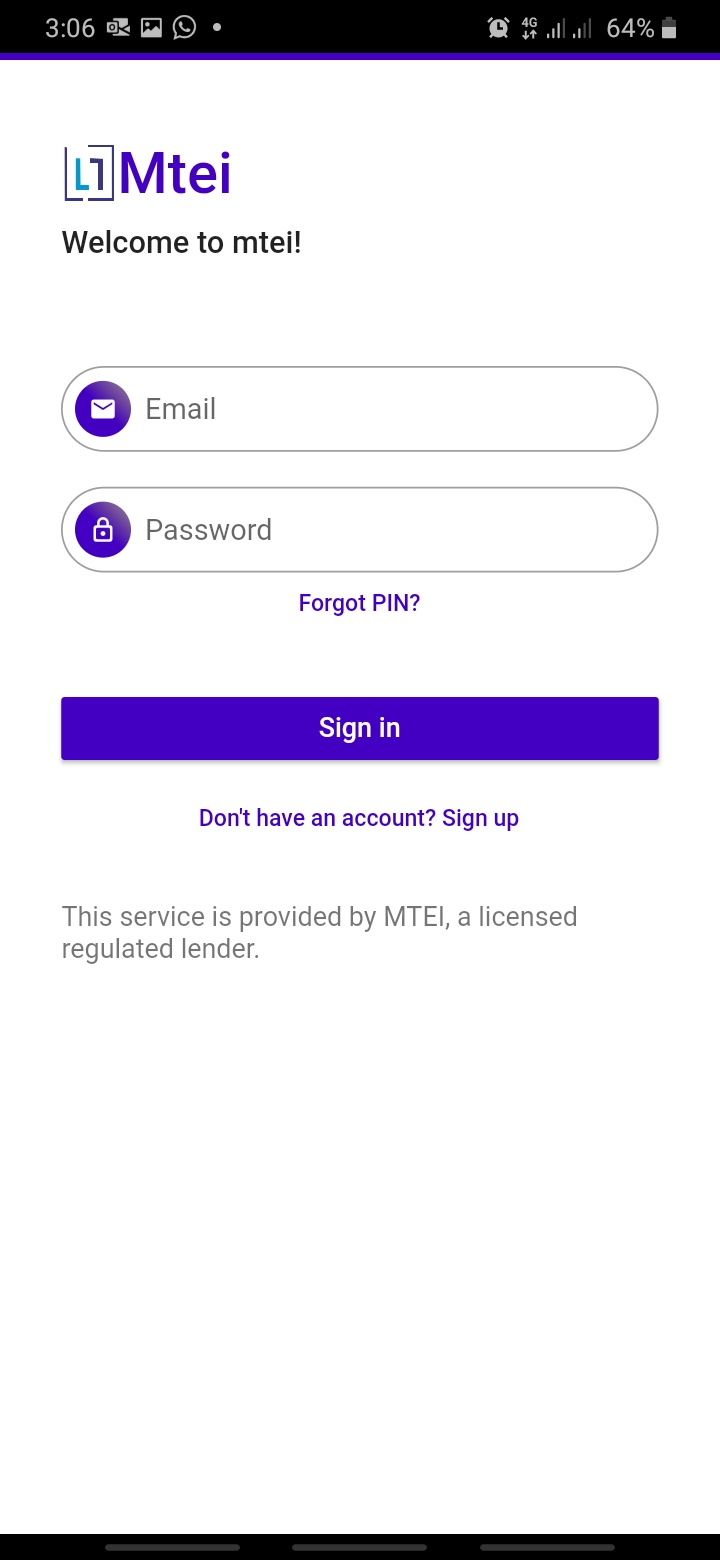 3:06
4G
64%
Mtei
Welcome to mtei!
Email
Password
Forgot PIN?
Sign in
Don't have an account? Sign up
This service is provided by MTEI, a licensed
regulated lender.